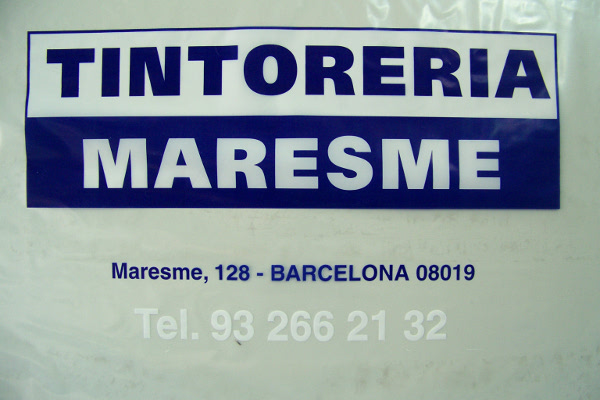 TINTORERIA
MARESME
Maresme, 128 - BARCELONA 08019
Tel. 93 266 21 32